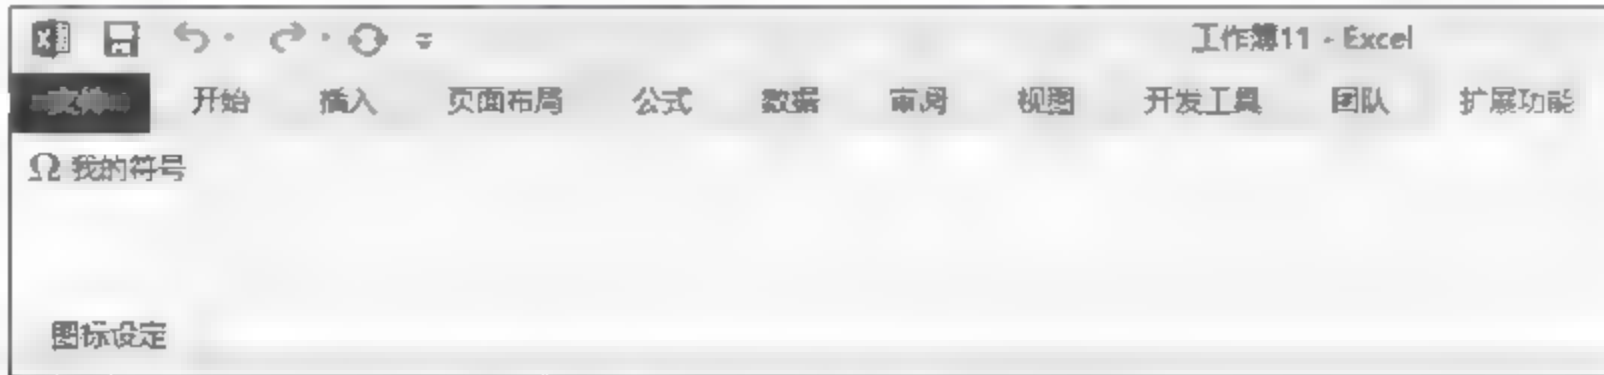 工作簿11 - Excel
文件 开始 插入 页面布局 公式 数据 审阅 视图 开发工具 团队 扩展功能
Ω 我的符号
图标设定